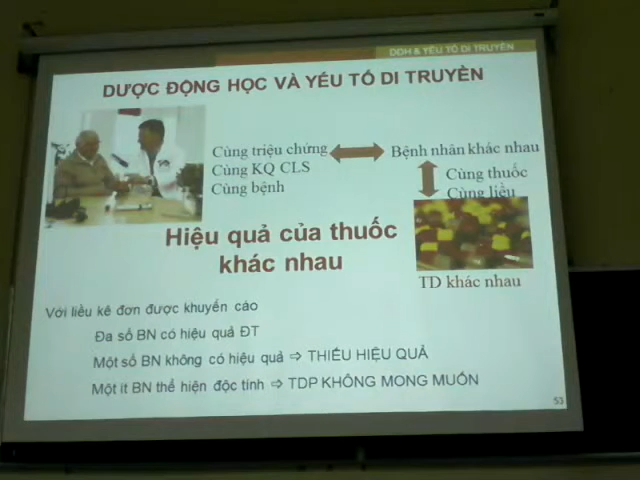 DĐH & YẾU TỐ DI TRUYỀN
DƯỢC ĐỘNG HỌC VÀ YẾU TỐ DI TRUYỀN
Cùng triệu chứng
Cùng KQ CLS
Cùng bệnh
Bệnh nhân khác nhau
Cùng thuốc
Cùng liều
Hiệu quả của thuốc
khác nhau
TD khác nhau
Với liều kê đơn được khuyến cáo
Đa số BN có hiệu quả ĐT
Một số BN không có hiệu quả ⇨ THIẾU HIỆU QUẢ
Một ít BN thể hiện độc tính ⇨ TDP KHÔNG MONG MUỐN
53